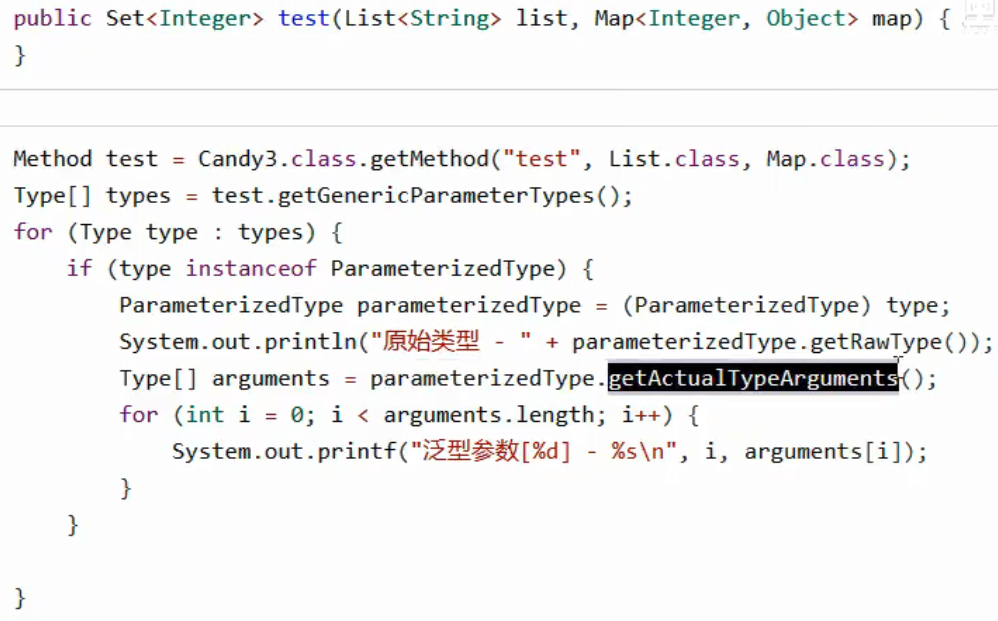 public Set<Integer> test(List<String> list, Map<Integer, Object> map) {
}
Method test = Candy3.class.getMethod("test", List.class, Map.class);
Type[] types = test.getGenericParameterTypes();
for (Type type : types) {
    if (type instanceof ParameterizedType) {
        ParameterizedType parameterizedType = (ParameterizedType) type;
        System.out.println("原始类型 - " + parameterizedType.getRawType());
        Type[] arguments = parameterizedType.getActualTypeArguments();
        for (int i = 0; i < arguments.length; i++) {
            System.out.printf("泛型参数[%d] - %s\n", i, arguments[i]);
        }
    }
}